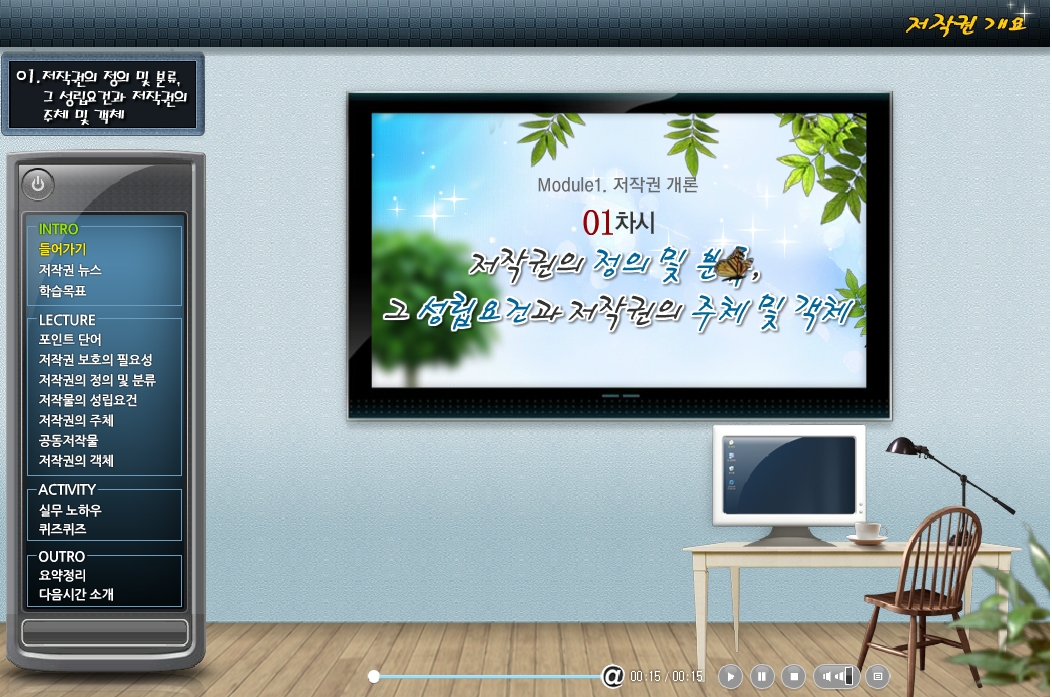 저작권 개요
01.저작권의 정의 및 분류,
그 성립요건과 저작권의
주체 및 객체
INTRO
들어가기
저작권 뉴스
학습목표
LECTURE
포인트 단어
저작권 보호의 필요성
저작권의 정의 및 분류
저작물의 성립요건
저작권의 주체
공동저작물
저작권의 객체
ACTIVITY
실무 노하우
퀴즈퀴즈
OUTRO
요약정리
다음시간 소개
Module1. 저작권 개론
01차시
저작권의 정의 및 분류,
그 성립요건과 저작권의 주체 및 객체
@ 00:15 / 00:15